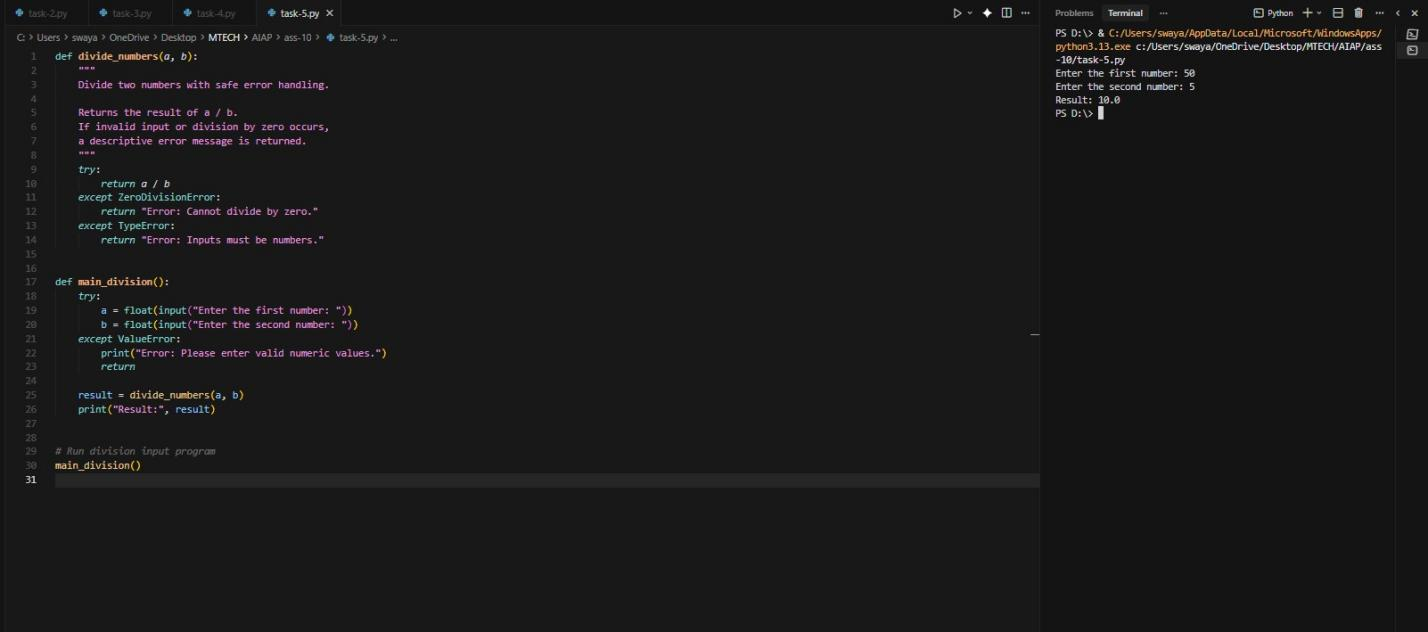 task-2.py task-3.py task-4.py task-5.py
C: > Users > swaya > OneDrive > Desktop > MTECH > AIAP > ass-10 > task-5.py > ...
1 def divide_numbers(a, b):
2 """
3 Divide two numbers with safe error handling.
4
5 Returns the result of a / b.
6 If invalid input or division by zero occurs,
7 a descriptive error message is returned.
8 """
9 try:
10 return a / b
11 except ZeroDivisionError:
12 return "Error: Cannot divide by zero."
13 except TypeError:
14 return "Error: Inputs must be numbers."
15
16
17 def main_division():
18 try:
19 a = float(input("Enter the first number: "))
20 b = float(input("Enter the second number: "))
21 except ValueError:
22 print("Error: Please enter valid numeric values.")
23 return
24
25 result = divide_numbers(a, b)
26 print("Result:", result)
27
28
29 # Run division input program
30 main_division()
31
Problems Terminal ... Python
PS D:\> & C:/Users/swaya/AppData/Local/Microsoft/WindowsApps/
python3.13.exe c:/Users/swaya/OneDrive/Desktop/MTECH/AIAP/ass
-10/task-5.py
Enter the first number: 50
Enter the second number: 5
Result: 10.0
PS D:\>